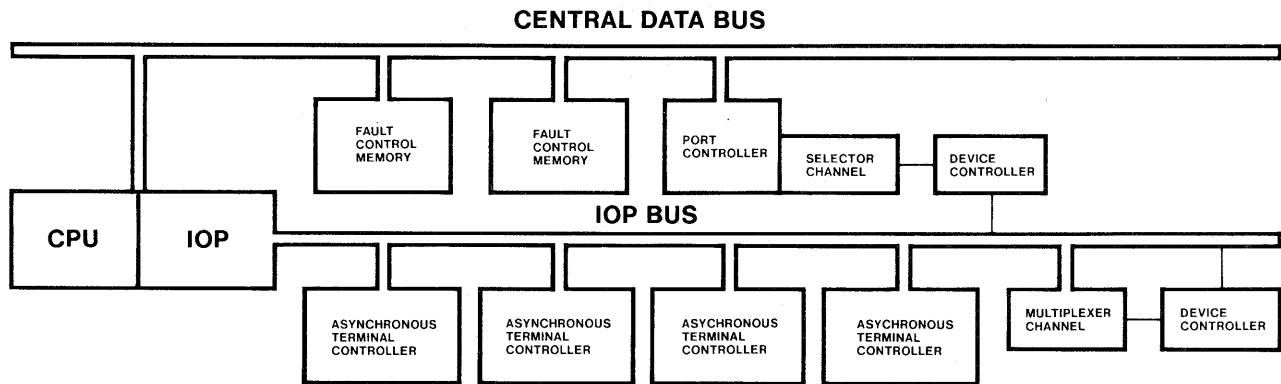 CENTRAL DATA BUS
FAULT
CONTROL
MEMORY
FAULT
CONTROL
MEMORY
PORT
CONTROLLER
SELECTOR
CHANNEL
DEVICE
CONTROLLER
CPU
IOP
IOP BUS
ASYNCHRONOUS
TERMINAL
CONTROLLER
ASYNCHRONOUS
TERMINAL
CONTROLLER
ASYCHRONOUS
TERMINAL
CONTROLLER
ASYCHRONOUS
TERMINAL
CONTROLLER
MULTIPLEXER
CHANNEL
DEVICE
CONTROLLER